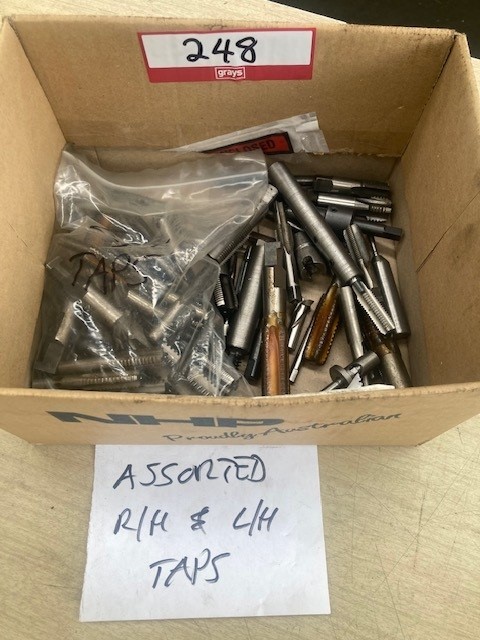 248
grays
TAPS
NHP
Proudly Australian
ASSORTED
R/H & L/H
TAPS